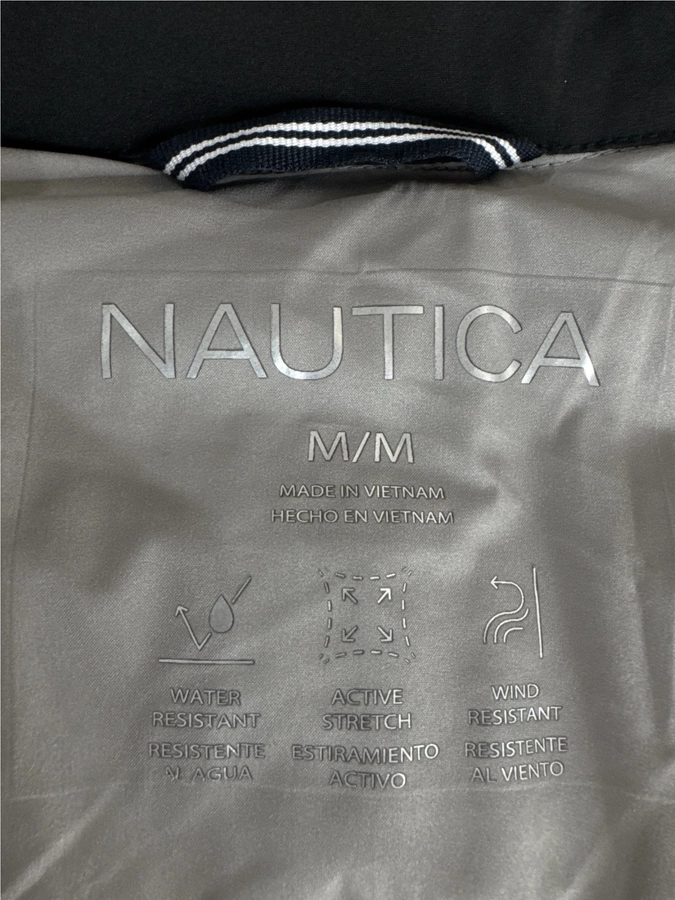 NAUTICA
M/M
MADE IN VIETNAM
HECHO EN VIETNAM
WATER
RESISTANT
RESISTENTE
AL AGUA
ACTIVE
STRETCH
ESTIRAMIENTO
ACTIVO
WIND
RESISTANT
RESISTENTE
AL VIENTO